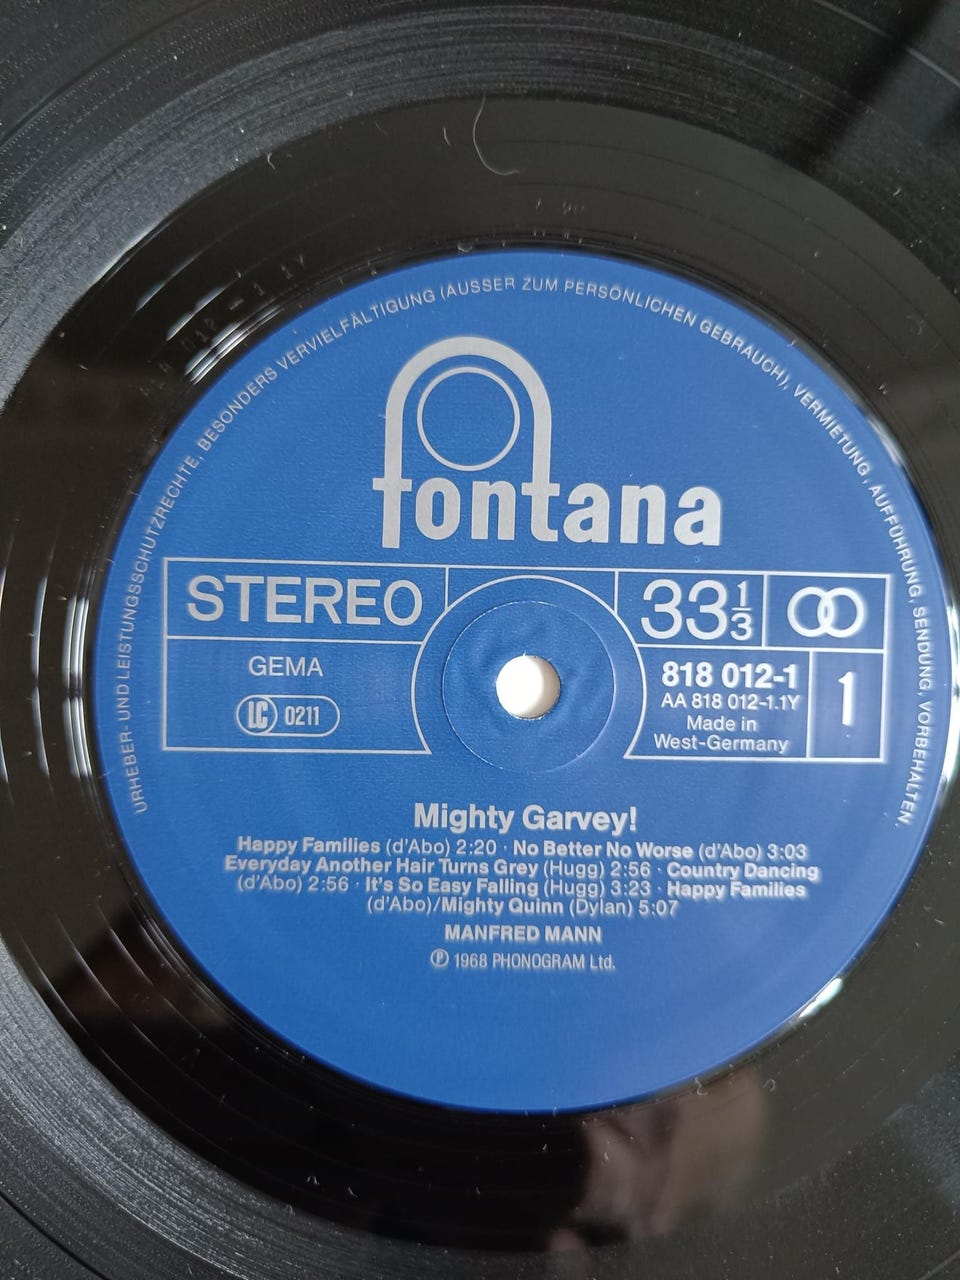 URHEBER- UND LEISTUNGSSCHUTZRECHTE, BESONDERS VERVIELFÄLTIGUNG (AUSSER ZUM PERSÖNLICHEN GEBRAUCH), VERMIETUNG, AUFFÜHRUNG, SENDUNG, VORBEHALTEN.
fontana
STEREO
33 1/3
GEMA
LC 0211
818 012-1
AA 818 012-1.1Y
Made in
West-Germany
1
Mighty Garvey!
Happy Families (d'Abo) 2:20 · No Better No Worse (d'Abo) 3:03
Everyday Another Hair Turns Grey (Hugg) 2:56 · Country Dancing
(d'Abo) 2:56 · It's So Easy Falling (Hugg) 3:23 · Happy Families
(d'Abo)/Mighty Quinn (Dylan) 5:07
MANFRED MANN
℗ 1968 PHONOGRAM Ltd.